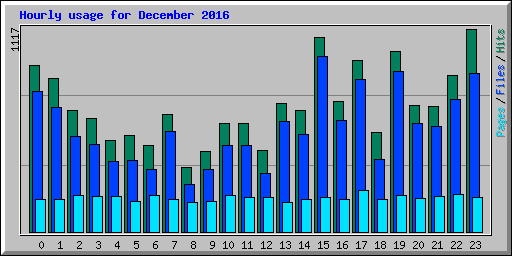 Hourly usage for December 2016
1117
Pages / Files / Hits
0 1 2 3 4 5 6 7 8 9 10 11 12 13 14 15 16 17 18 19 20 21 22 23